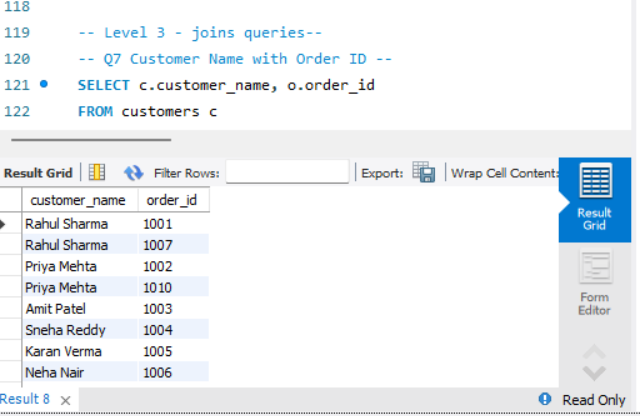 118
119 -- Level 3 - joins queries--
120 -- Q7 Customer Name with Order ID --
121 SELECT c.customer_name, o.order_id
122 FROM customers c
Result Grid Filter Rows: Export: Wrap Cell Content:
customer_name order_id
Rahul Sharma 1001
Rahul Sharma 1007
Priya Mehta 1002
Priya Mehta 1010
Amit Patel 1003
Sneha Reddy 1004
Karan Verma 1005
Neha Nair 1006
Result
Grid
Form
Editor
Result 8 x
Read Only